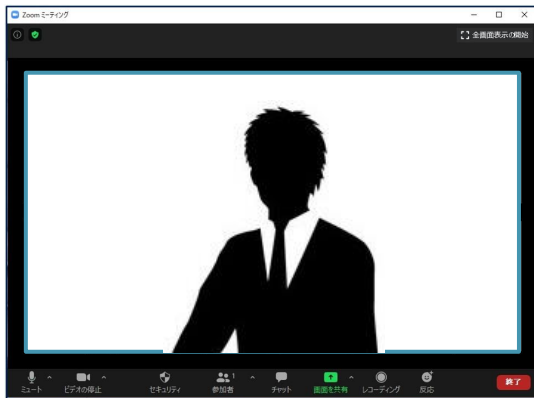 Zoom ミーティング
全画面表示の開始
1
ミュート ビデオの停止 セキュリティ 参加者 チャット 画面を共有 レコーディング 反応 終了